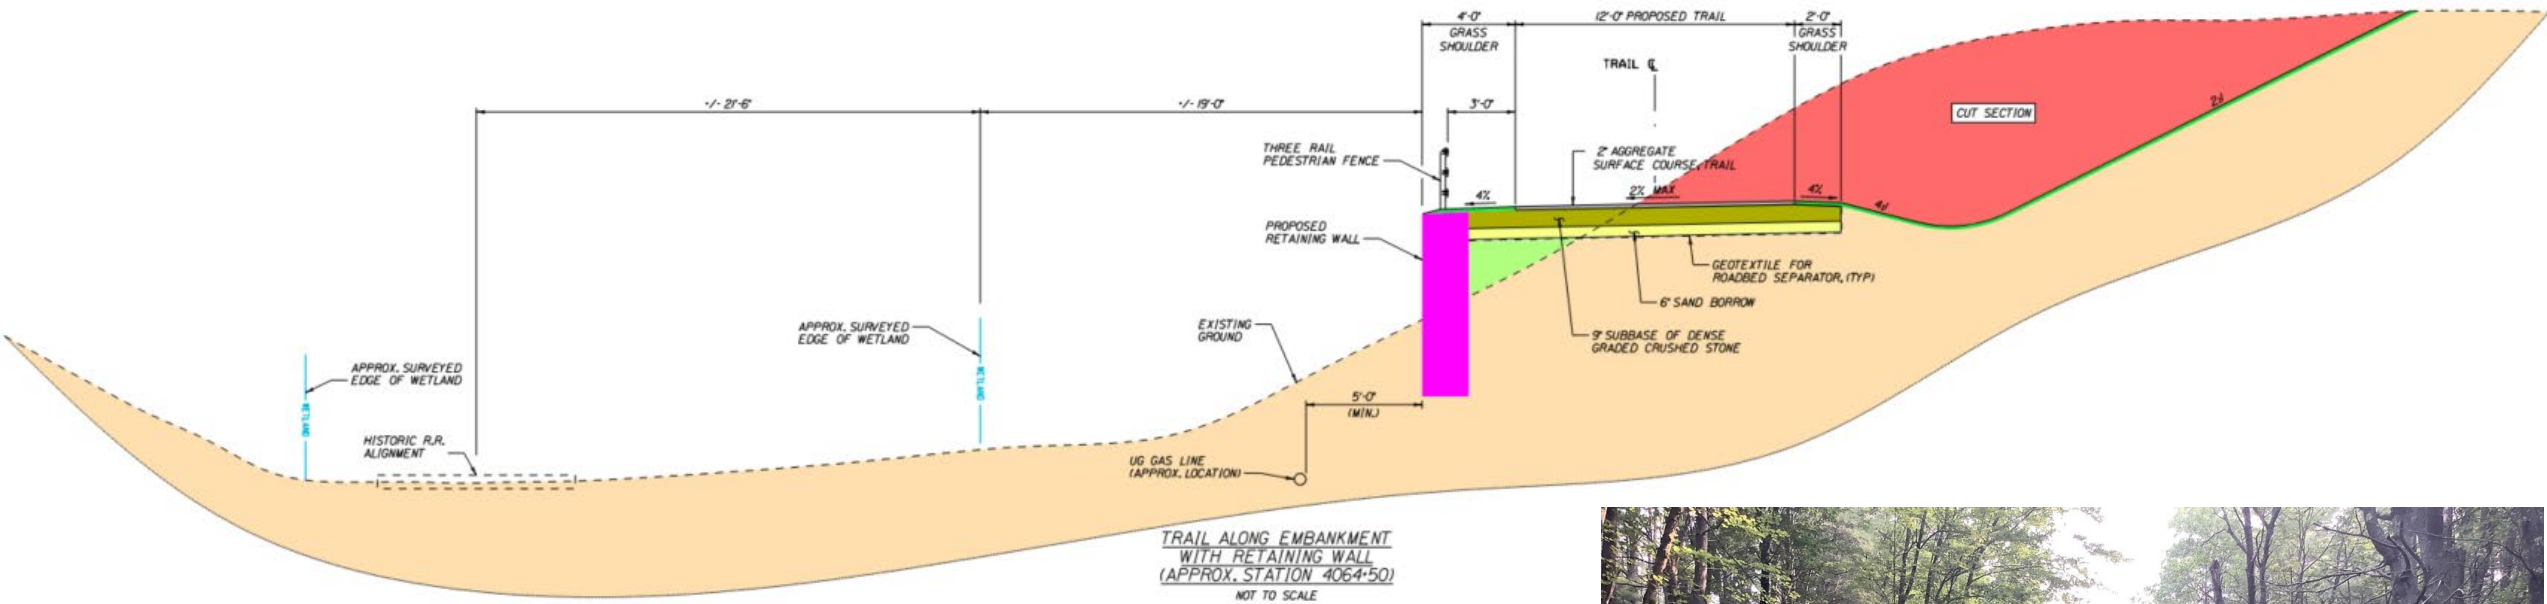 4'-0"
12'-0" PROPOSED TRAIL
2'-0"
GRASS
SHOULDER
GRASS
SHOULDER
TRAIL ℄
+/- 21'-6"
+/- 19'-0"
3'-0"
CUT SECTION
2:1
THREE RAIL
PEDESTRIAN FENCE
2" AGGREGATE
SURFACE COURSE, TRAIL
4%
2% MAX
4%
4:1
PROPOSED
RETAINING WALL
GEOTEXTILE FOR
ROADBED SEPARATOR, (TYP)
6" SAND BORROW
9" SUBBASE OF DENSE
GRADED CRUSHED STONE
APPROX. SURVEYED
EDGE OF WETLAND
WETLAND
EXISTING
GROUND
APPROX. SURVEYED
EDGE OF WETLAND
WETLAND
5'-0"
(MIN.)
HISTORIC R.R.
ALIGNMENT
UG GAS LINE
(APPROX. LOCATION)
TRAIL ALONG EMBANKMENT
WITH RETAINING WALL
(APPROX. STATION 4064+50)
NOT TO SCALE